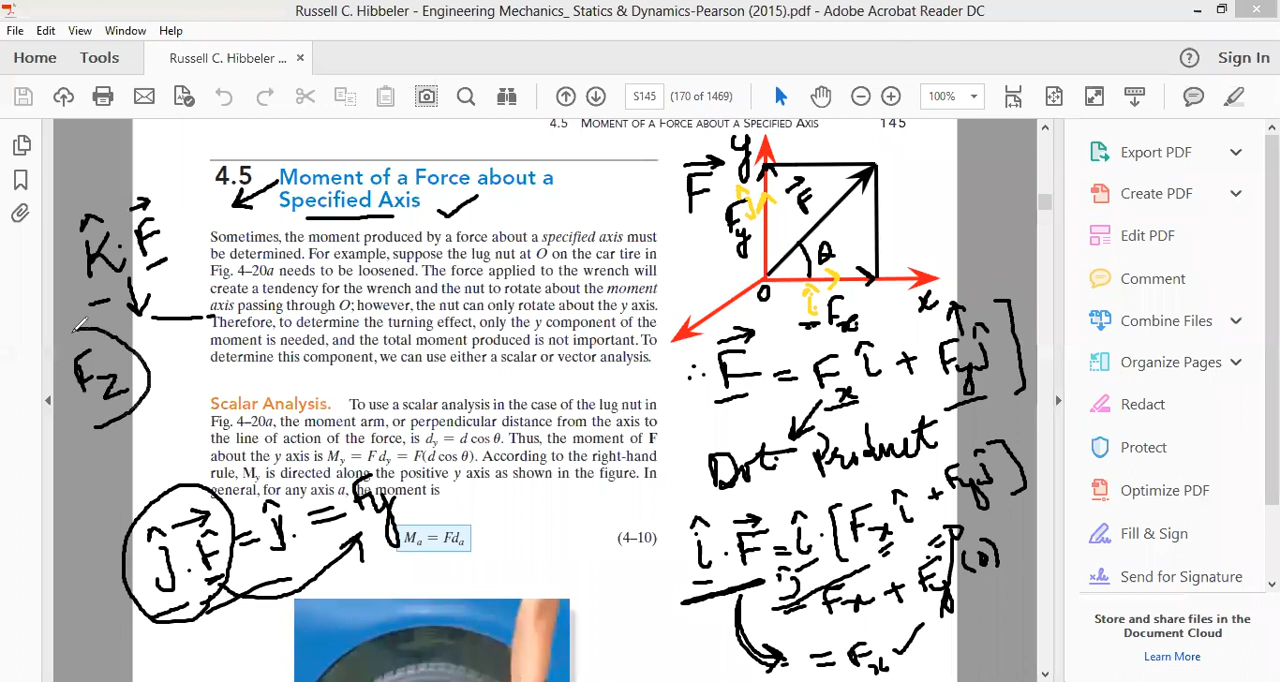 Russell C. Hibbeler - Engineering Mechanics_ Statics & Dynamics-Pearson (2015).pdf - Adobe Acrobat Reader DC
File Edit View Window Help
Home Tools Russell C. Hibbeler ... × Sign In
S145 (170 of 1469) 100%
4.5 MOMENT OF A FORCE ABOUT A SPECIFIED AXIS 145
4.5 Moment of a Force about a
Specified Axis
Sometimes, the moment produced by a force about a specified axis must
be determined. For example, suppose the lug nut at O on the car tire in
Fig. 4–20a needs to be loosened. The force applied to the wrench will
create a tendency for the wrench and the nut to rotate about the moment
axis passing through O; however, the nut can only rotate about the y axis.
Therefore, to determine the turning effect, only the y component of the
moment is needed, and the total moment produced is not important. To
determine this component, we can use either a scalar or vector analysis.
Scalar Analysis. To use a scalar analysis in the case of the lug nut in
Fig. 4–20a, the moment arm, or perpendicular distance from the axis to
the line of action of the force, is dy = d cos θ. Thus, the moment of F
about the y axis is My = F dy = F(d cos θ). According to the right-hand
rule, My is directed along the positive y axis as shown in the figure. In
general, for any axis a, the moment is
Ma = Fda (4–10)
k̂ · F⃗
Fz
ĵ · F⃗ = ĵ · = Fy
F⃗
y
F⃗
Fy
ĵ
θ
O
î
Fx
x
∴ F⃗ = Fx î + Fy ĵ
Dot Product
î · F⃗ = î · [Fx î + Fy ĵ]
= Fx + Fy (0)
= Fx
Export PDF
Create PDF
Edit PDF
Comment
Combine Files
Organize Pages
Redact
Protect
Optimize PDF
Fill & Sign
Send for Signature
Store and share files in the
Document Cloud
Learn More